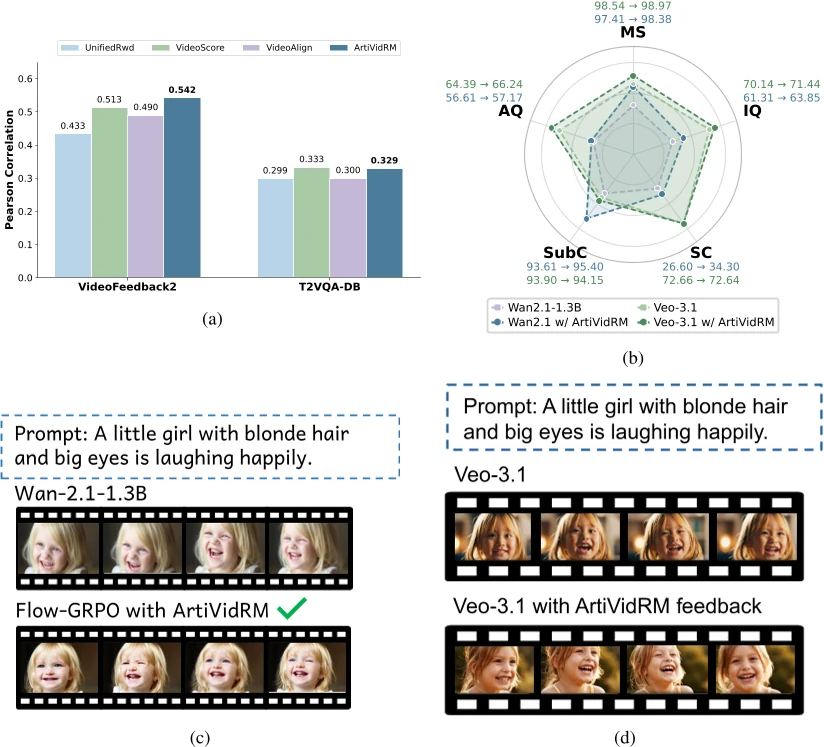 UnifiedRwd
VideoScore
VideoAlign
ArtiVidRM
Pearson Correlation
0.6
0.5
0.4
0.3
0.2
0.1
0.0
0.433
0.513
0.490
0.542
0.299
0.333
0.300
0.329
VideoFeedback2
T2VQA-DB
(a)
98.54 → 98.97
97.41 → 98.38
MS
64.39 → 66.24
56.61 → 57.17
AQ
70.14 → 71.44
61.31 → 63.85
IQ
SubC
93.61 → 95.40
93.90 → 94.15
SC
26.60 → 34.30
72.66 → 72.64
Wan2.1-1.3B
Veo-3.1
Wan2.1 w/ ArtiVidRM
Veo-3.1 w/ ArtiVidRM
(b)
Prompt: A little girl with blonde hair
and big eyes is laughing happily.
Wan-2.1-1.3B
Flow-GRPO with ArtiVidRM
(c)
Prompt: A little girl with blonde hair
and big eyes is laughing happily.
Veo-3.1
Veo-3.1 with ArtiVidRM feedback
(d)